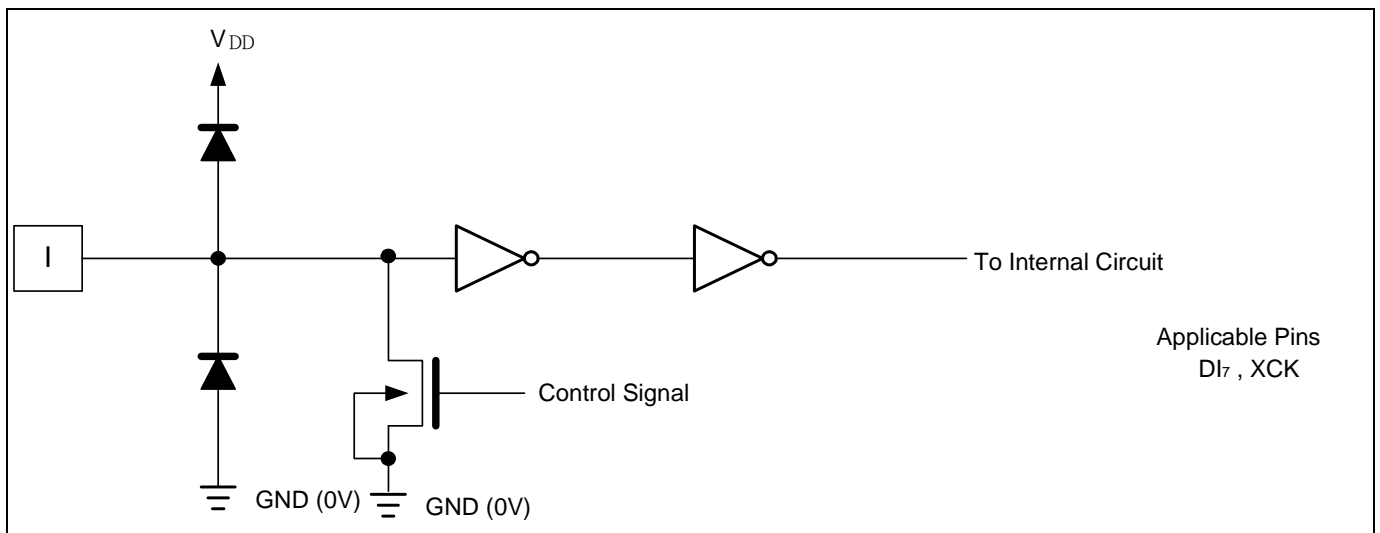 VDD
I
To Internal Circuit
Applicable Pins
DI7 , XCK
Control Signal
GND (0V)
GND (0V)